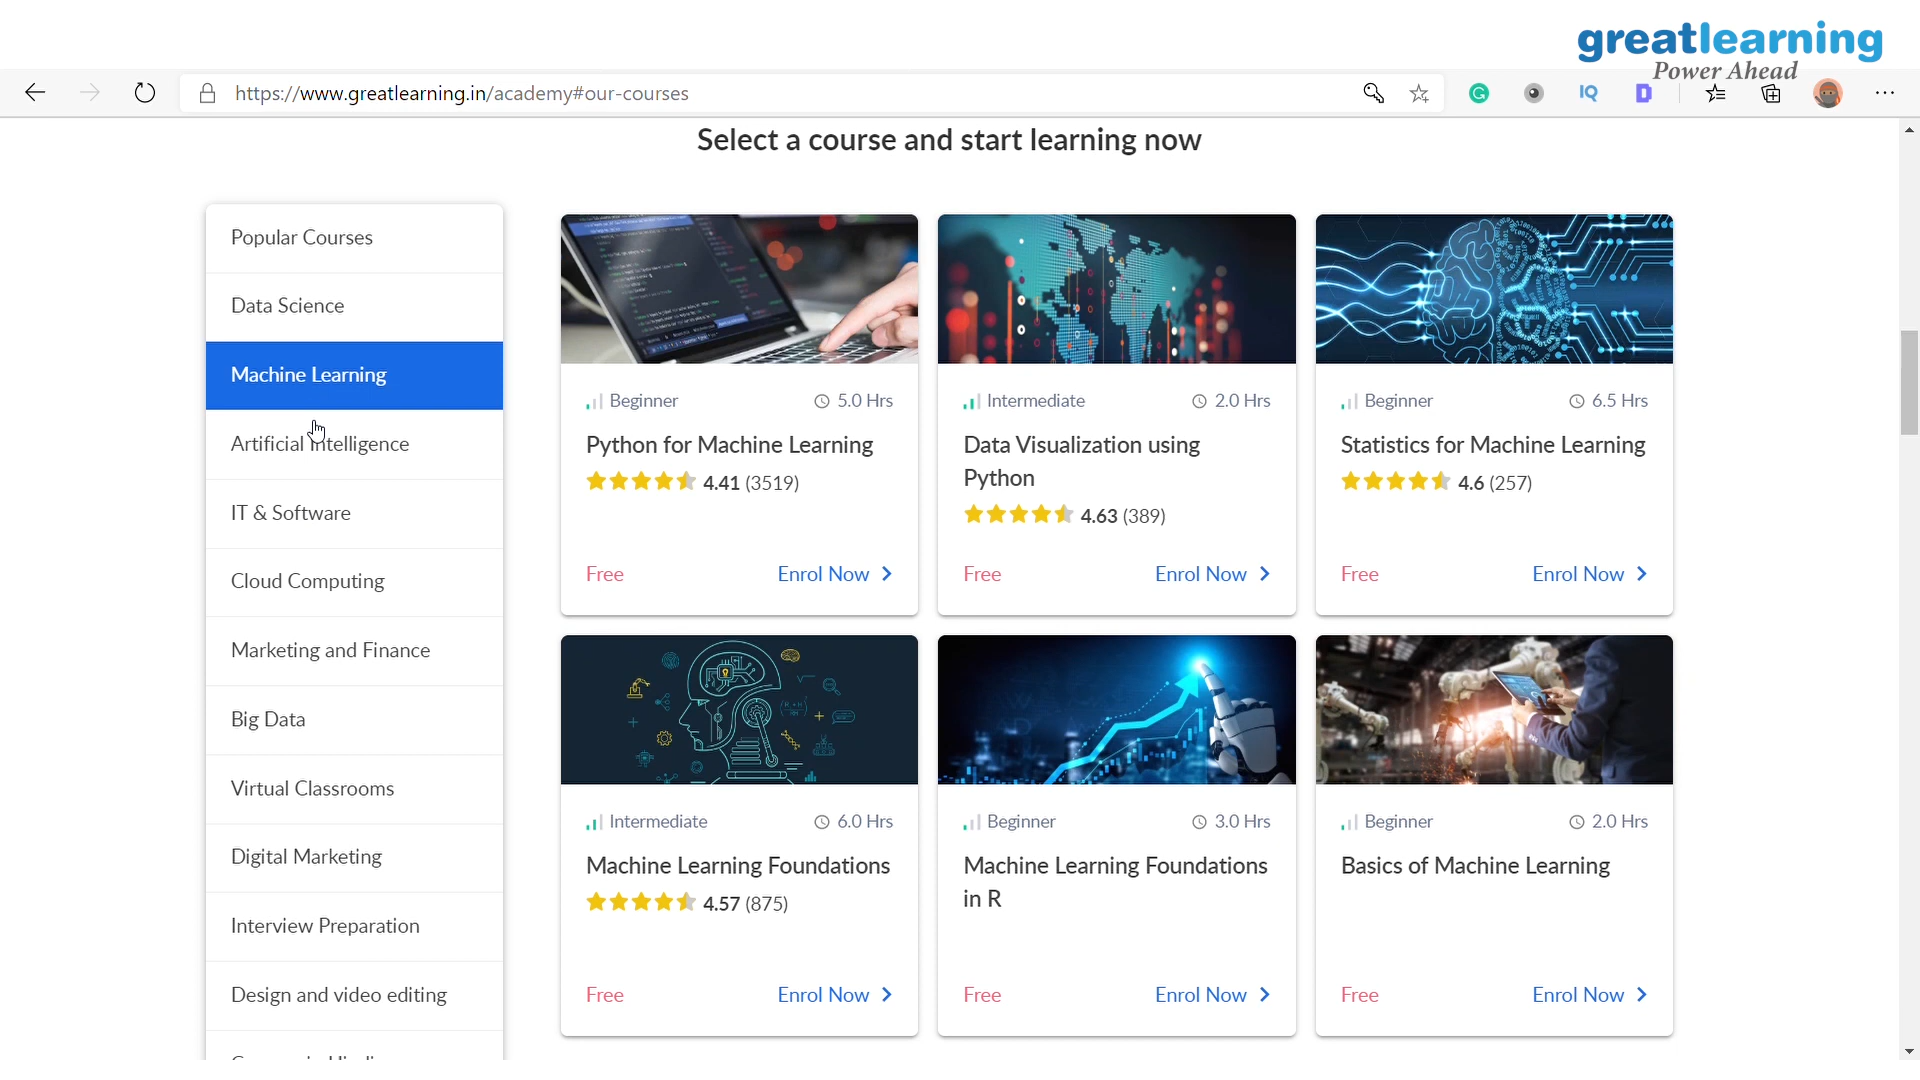 greatlearning
Power Ahead
https://www.greatlearning.in/academy#our-courses
IQ
Select a course and start learning now
Popular Courses
Data Science
Machine Learning
Artificial Intelligence
IT & Software
Cloud Computing
Marketing and Finance
Big Data
Virtual Classrooms
Digital Marketing
Interview Preparation
Design and video editing
Beginner 5.0 Hrs
Python for Machine Learning
4.41 (3519)
Free Enrol Now
Intermediate 2.0 Hrs
Data Visualization using
Python
4.63 (389)
Free Enrol Now
Beginner 6.5 Hrs
Statistics for Machine Learning
4.6 (257)
Free Enrol Now
Intermediate 6.0 Hrs
Machine Learning Foundations
4.57 (875)
Free Enrol Now
Beginner 3.0 Hrs
Machine Learning Foundations
in R
Free Enrol Now
Beginner 2.0 Hrs
Basics of Machine Learning
Free Enrol Now